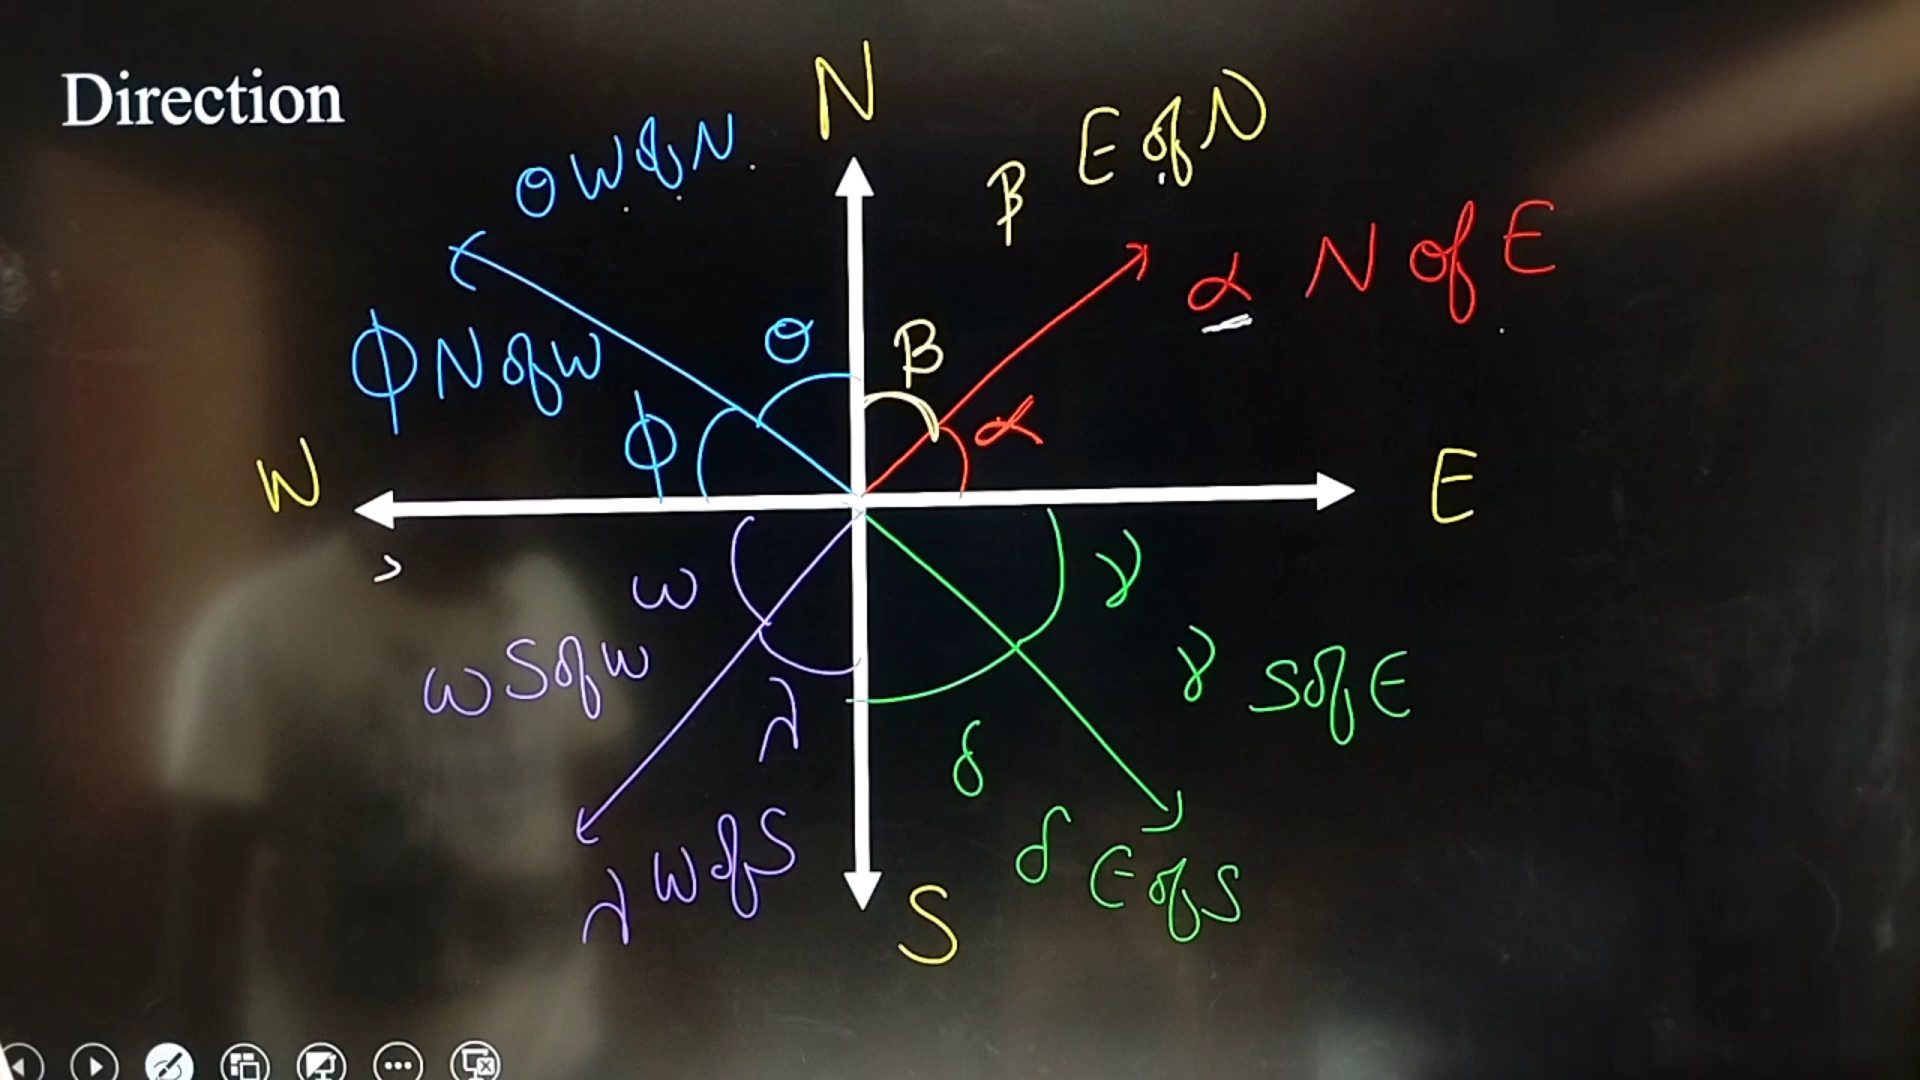 Direction
N
θ W of N.
β E of N
α N of E
θ
β
ϕ N of W
ϕ
α
W
E
ω
γ
ω S of W
γ S of E
λ
δ
λ W of S
δ E of S
S